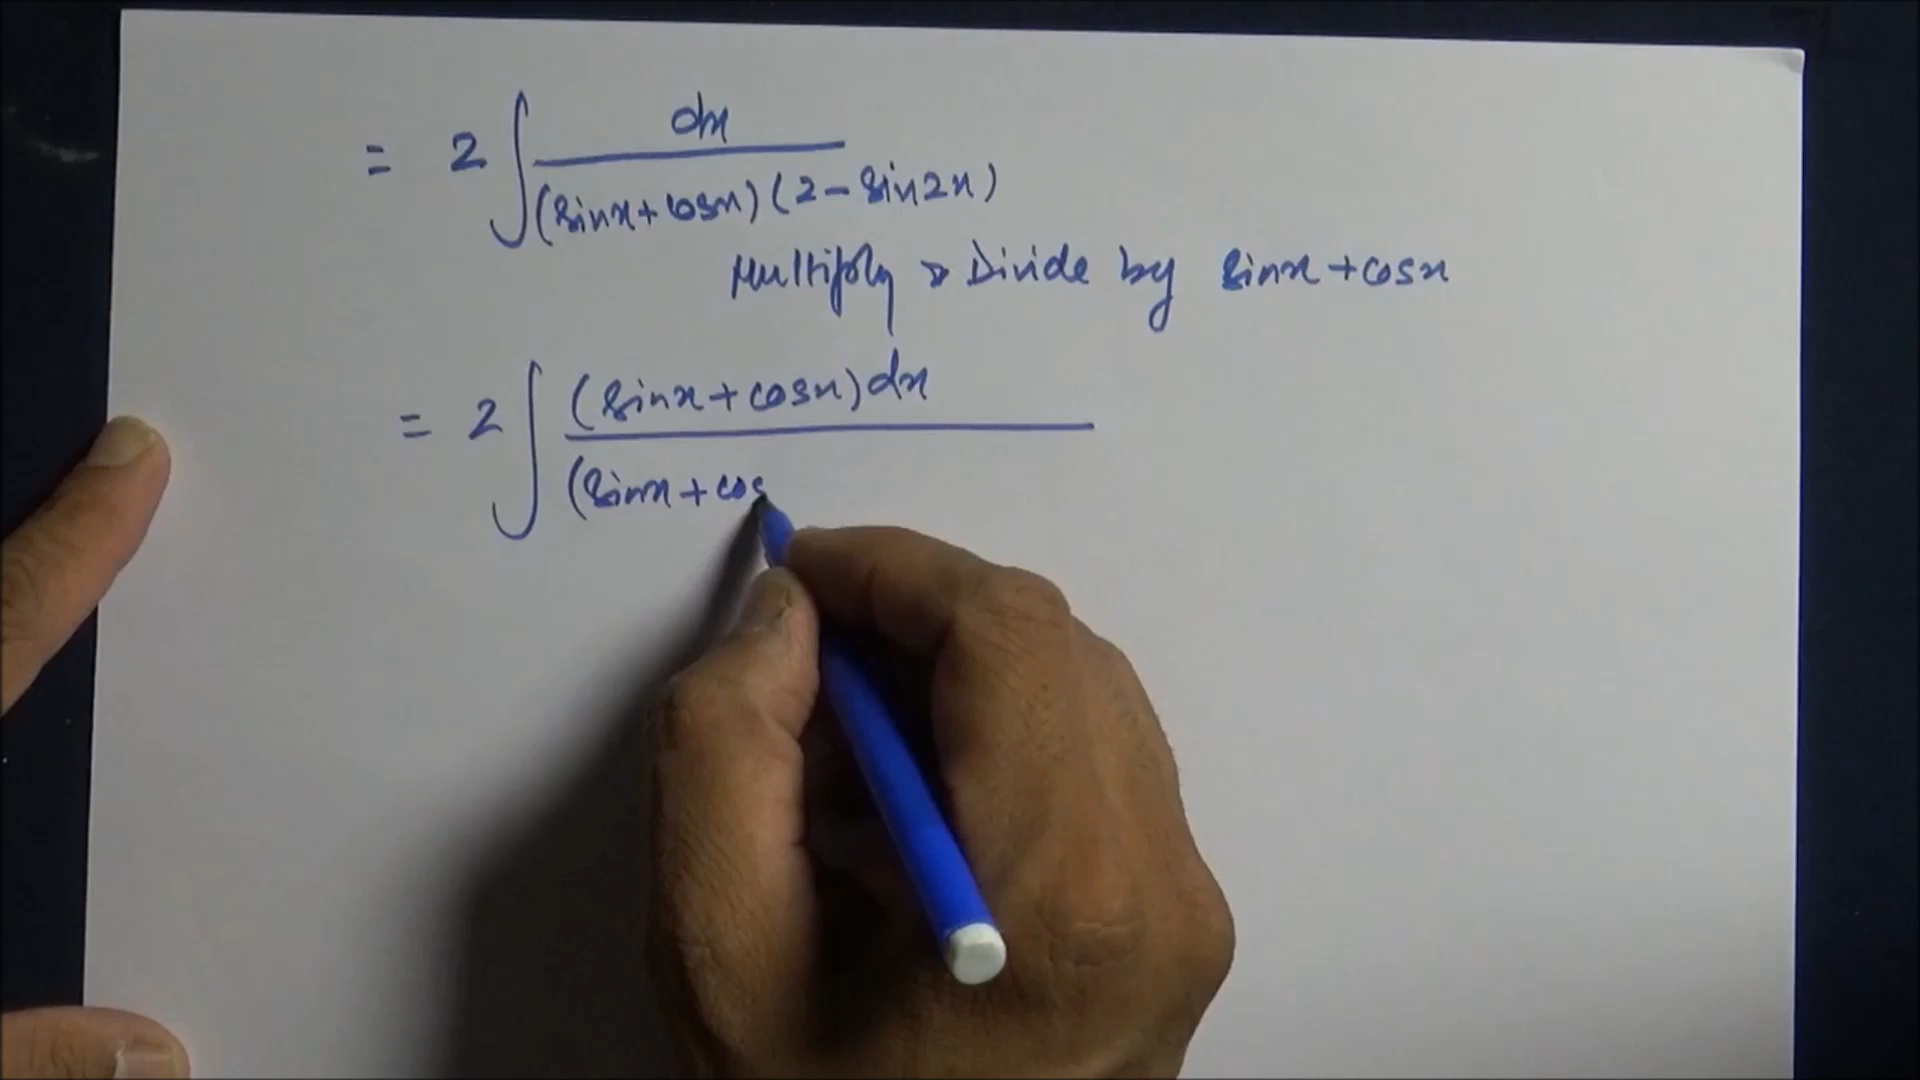 = 2 ∫ dx / (sinx+cosx)(2-sin2x)
Multiply & Divide by sinx+cosx
= 2 ∫ (sinx+cosx)dx / (sinx+cos